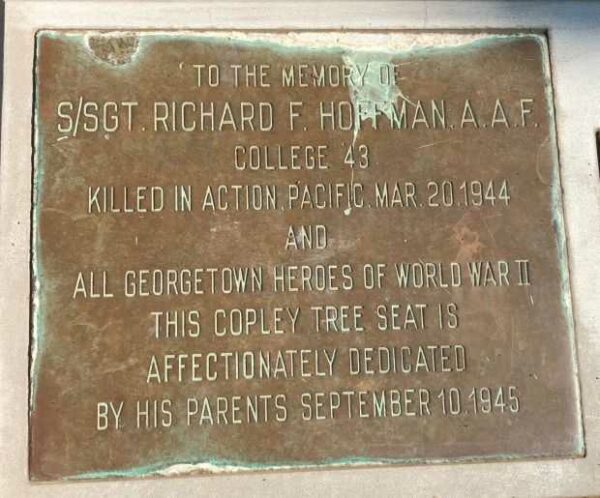 TO THE MEMORY OF
S/SGT. RICHARD F. HOFFMAN. A.A.F.
COLLEGE 43
KILLED IN ACTION. PACIFIC. MAR. 20.1944
AND
ALL GEORGETOWN HEROES OF WORLD WAR II
THIS COPLEY TREE SEAT IS
AFFECTIONATELY DEDICATED
BY HIS PARENTS SEPTEMBER 10.1945